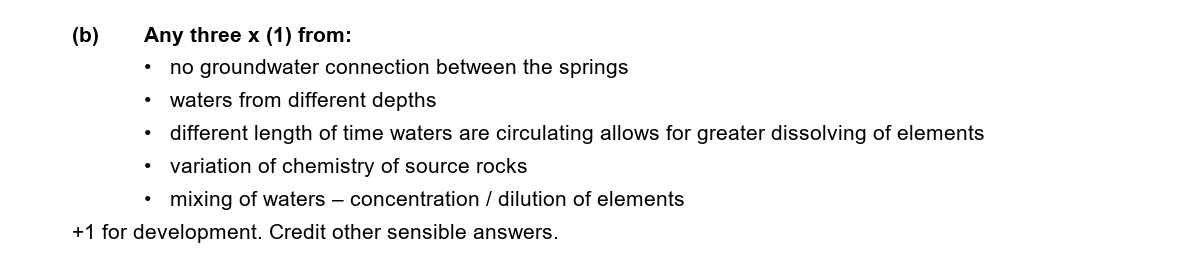 (b) Any three x (1) from:
• no groundwater connection between the springs
• waters from different depths
• different length of time waters are circulating allows for greater dissolving of elements
• variation of chemistry of source rocks
• mixing of waters – concentration / dilution of elements
+1 for development. Credit other sensible answers.